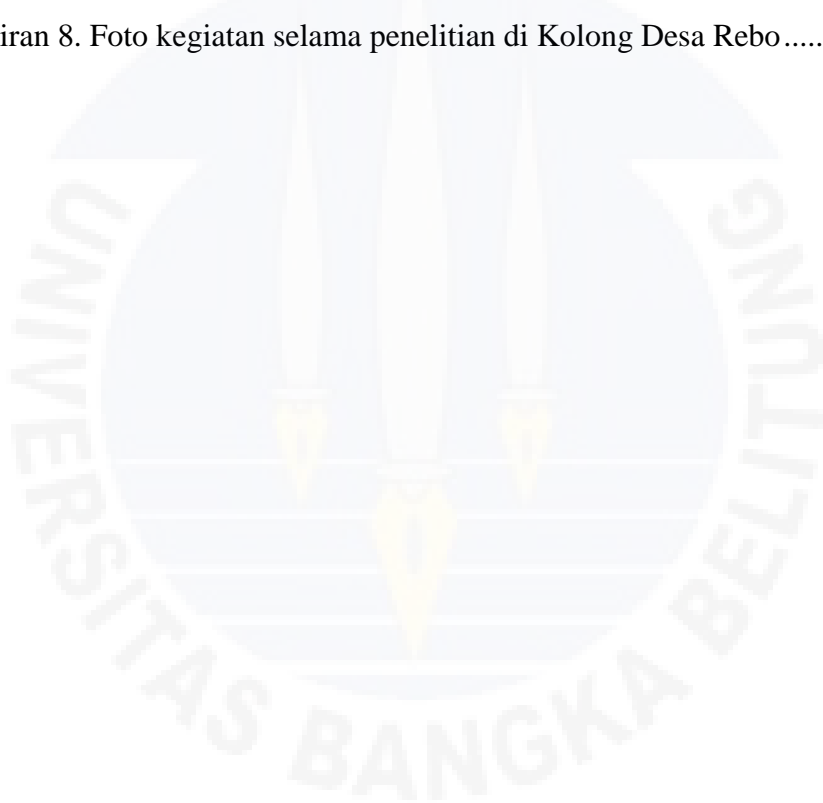 iran 8. Foto kegiatan selama penelitian di Kolong Desa Rebo.....
UNIVERSITAS BANGKA BELITUNG